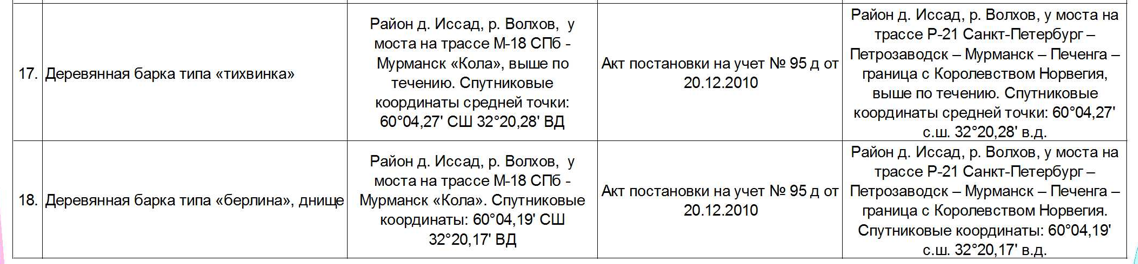 17.
Деревянная барка типа «тихвинка»
Район д. Иссад, р. Волхов, у
моста на трассе М-18 СПб -
Мурманск «Кола», выше по
течению. Спутниковые
координаты средней точки:
60°04,27' СШ 32°20,28' ВД
Акт постановки на учет № 95 д от
20.12.2010
Район д. Иссад, р. Волхов, у моста на
трассе Р-21 Санкт-Петербург –
Петрозаводск – Мурманск – Печенга –
граница с Королевством Норвегия,
выше по течению. Спутниковые
координаты средней точки: 60°04,27'
с.ш. 32°20,28' в.д.
18.
Деревянная барка типа «берлина», днище
Район д. Иссад, р. Волхов, у
моста на трассе М-18 СПб -
Мурманск «Кола». Спутниковые
координаты: 60°04,19' СШ
32°20,17' ВД
Акт постановки на учет № 95 д от
20.12.2010
Район д. Иссад, р. Волхов, у моста на
трассе Р-21 Санкт-Петербург –
Петрозаводск – Мурманск – Печенга –
граница с Королевством Норвегия.
Спутниковые координаты: 60°04,19'
с.ш. 32°20,17' в.д.